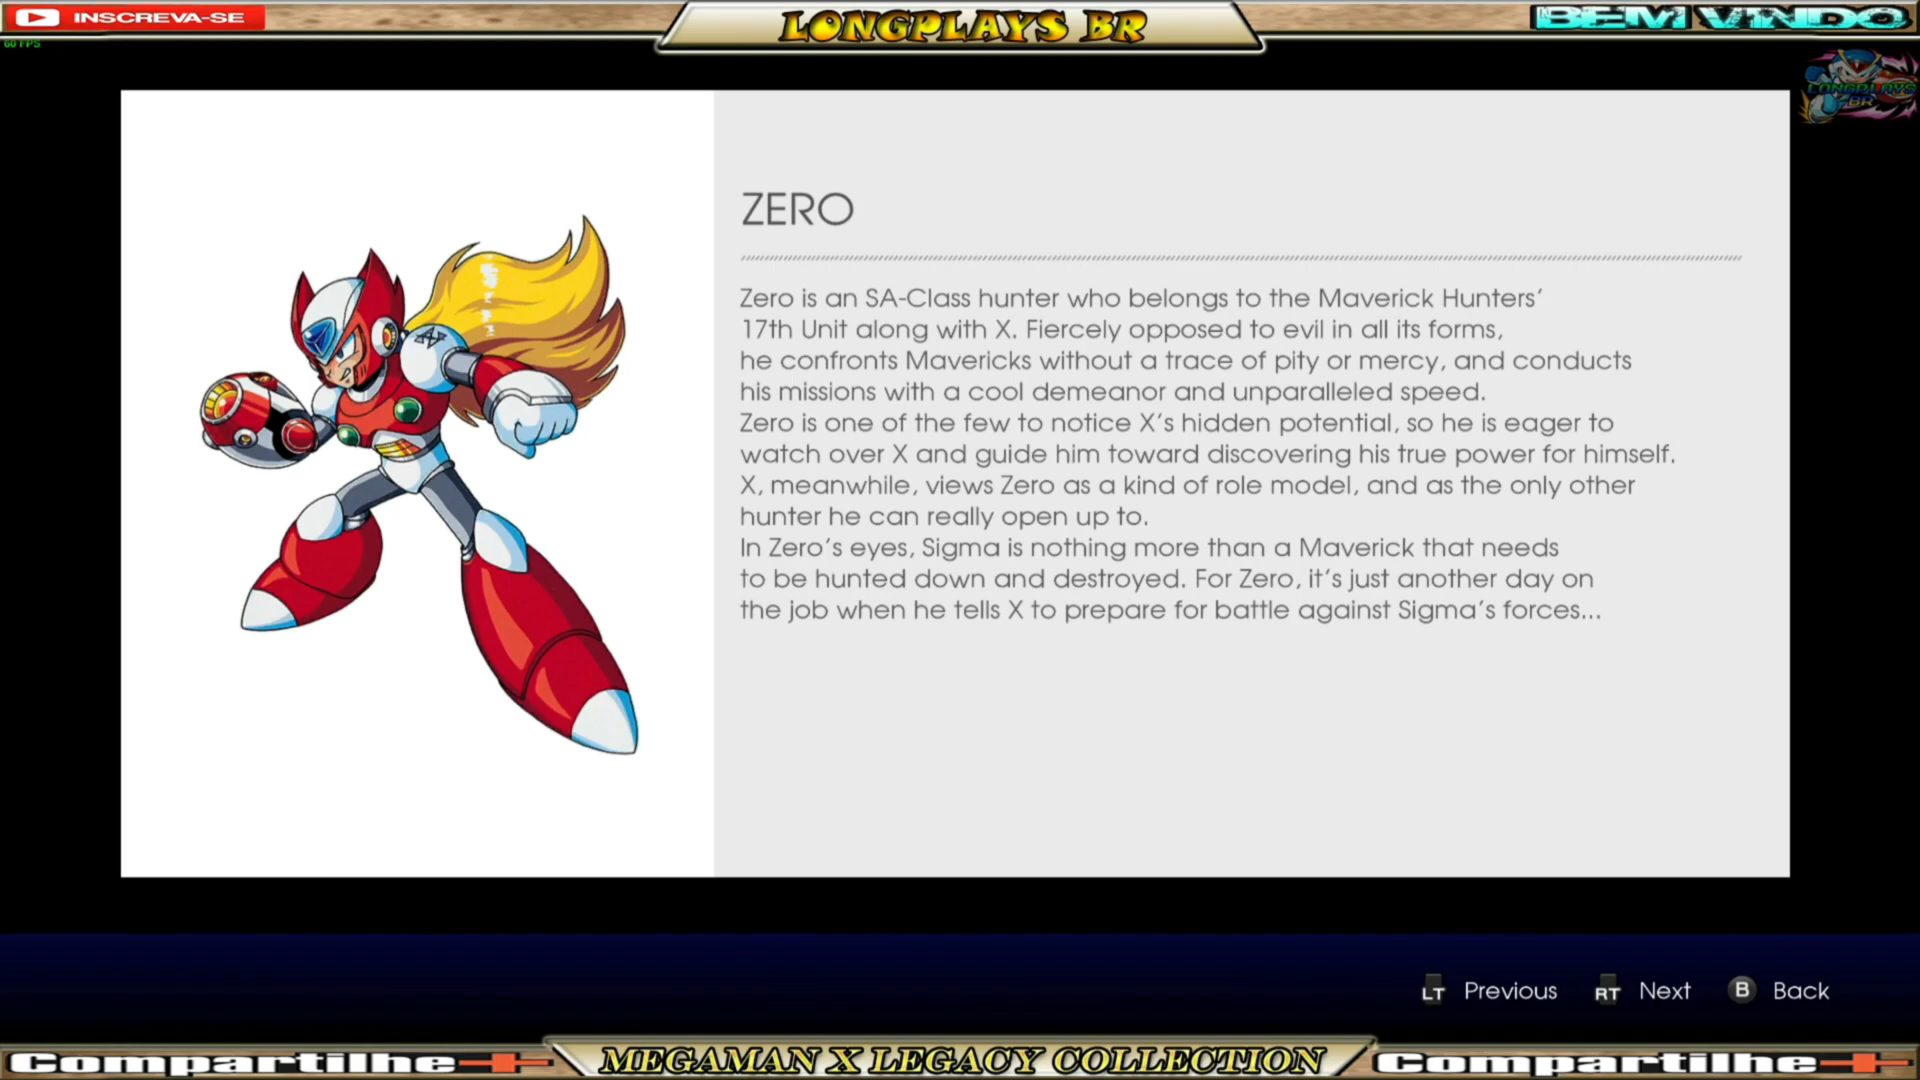 INSCREVA-SE
LONGPLAYS BR
BEM VINDO
60 FPS
LONGPLAYS
BR
ZERO
Zero is an SA-Class hunter who belongs to the Maverick Hunters’
17th Unit along with X. Fiercely opposed to evil in all its forms,
he confronts Mavericks without a trace of pity or mercy, and conducts
his missions with a cool demeanor and unparalleled speed.
Zero is one of the few to notice X’s hidden potential, so he is eager to
watch over X and guide him toward discovering his true power for himself.
X, meanwhile, views Zero as a kind of role model, and as the only other
hunter he can really open up to.
In Zero’s eyes, Sigma is nothing more than a Maverick that needs
to be hunted down and destroyed. For Zero, it’s just another day on
the job when he tells X to prepare for battle against Sigma’s forces...
LT Previous RT Next B Back
Compartilhe+ MEGAMAN X LEGACY COLLECTION Compartilhe+